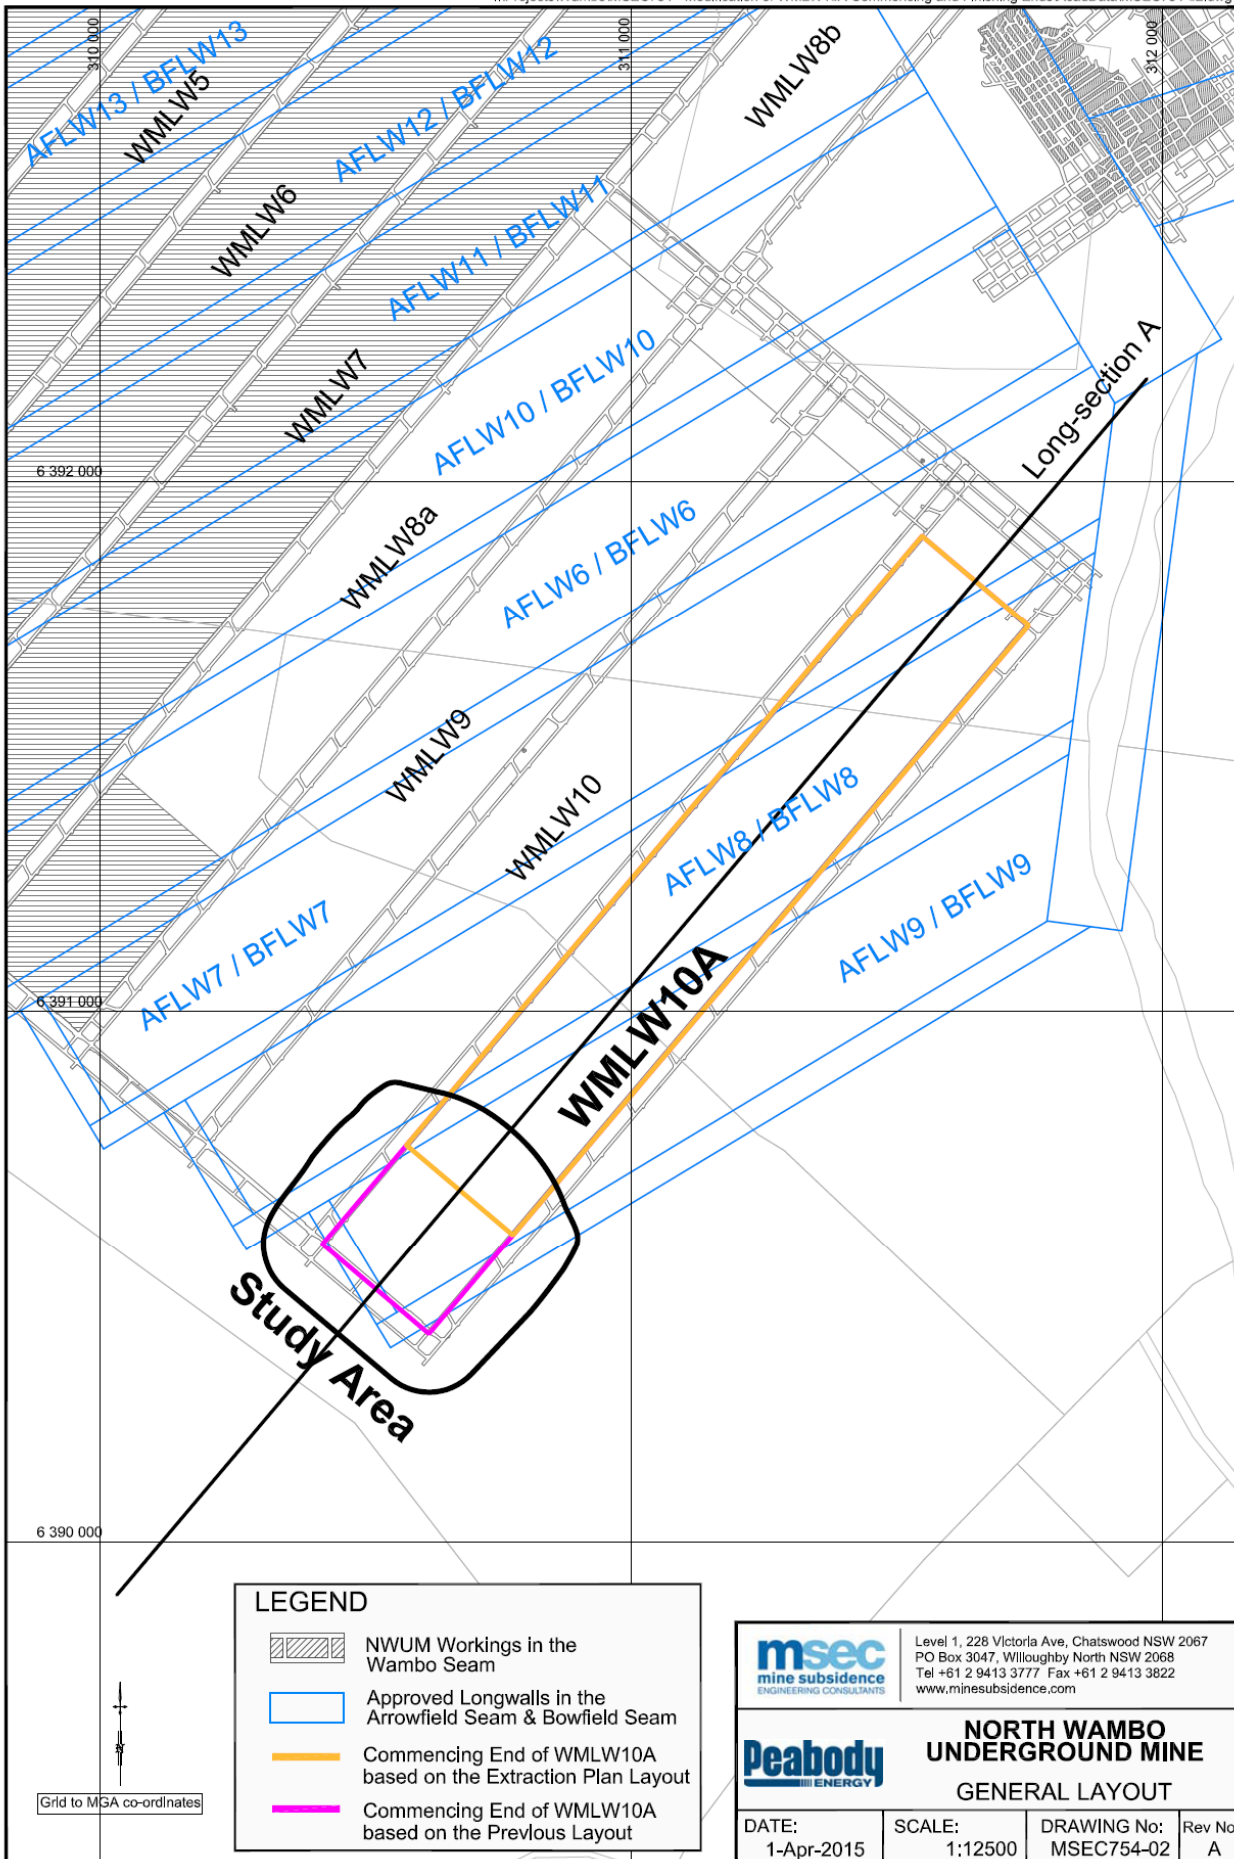 310 000
311 000
312 000
AFLW13 / BFLW13
WMLW5
AFLW12 / BFLW12
WMLW8b
WMLW6
AFLW11 / BFLW11
WMLW7
AFLW10 / BFLW10
Long-section A
6 392 000
WMLW8a
AFLW6 / BFLW6
WMLW9
WMLW10
AFLW8 / BFLW8
AFLW7 / BFLW7
AFLW9 / BFLW9
WMLW10A
6 391 000
Study Area
6 390 000
N
Grid to MGA co-ordinates
LEGEND
NWUM Workings in the
Wambo Seam
Approved Longwalls in the
Arrowfield Seam & Bowfield Seam
Commencing End of WMLW10A
based on the Extraction Plan Layout
Commencing End of WMLW10A
based on the Previous Layout
msec
mine subsidence
ENGINEERING CONSULTANTS
Level 1, 228 Victoria Ave, Chatswood NSW 2067
PO Box 3047, Willoughby North NSW 2068
Tel +61 2 9413 3777 Fax +61 2 9413 3822
www.minesubsidence.com
Peabody
ENERGY
NORTH WAMBO
UNDERGROUND MINE
GENERAL LAYOUT
DATE:
1-Apr-2015
SCALE:
1:12500
DRAWING No:
MSEC754-02
Rev No
A